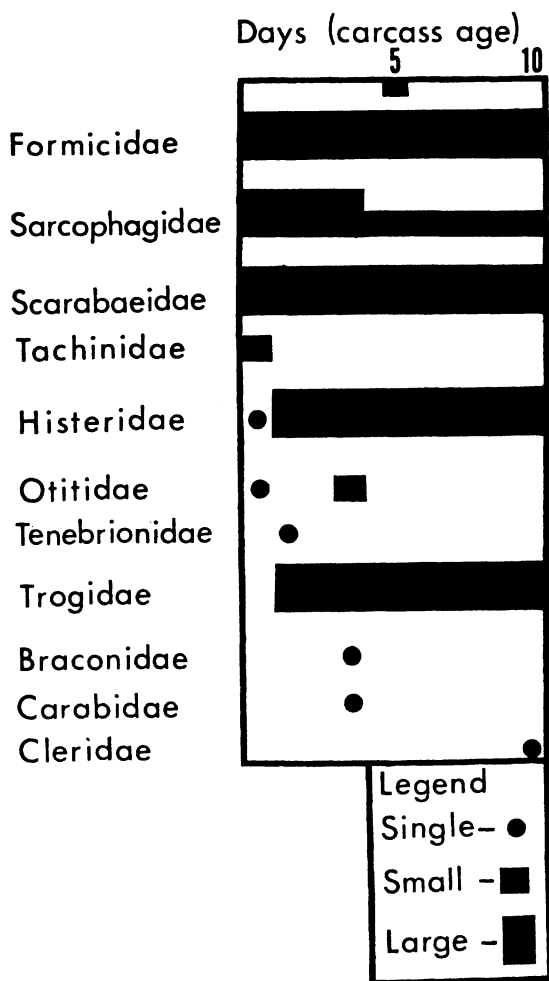 Days (carcass age)
5 10
Formicidae
Sarcophagidae
Scarabaeidae
Tachinidae
Histeridae
Otitidae
Tenebrionidae
Trogidae
Braconidae
Carabidae
Cleridae
Legend
Single–
Small –
Large –